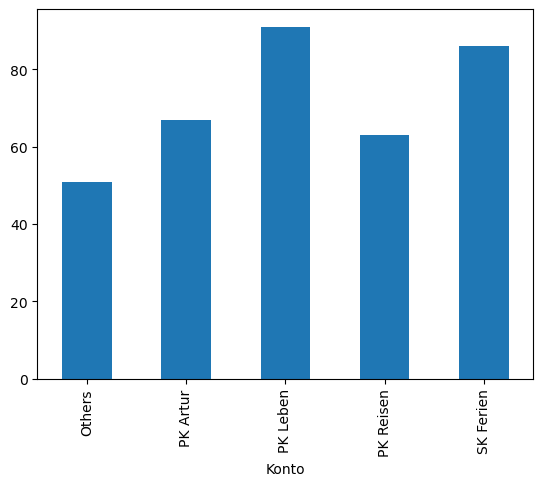 80
60
40
20
0
Others
PK Artur
PK Leben
PK Reisen
SK Ferien
Konto